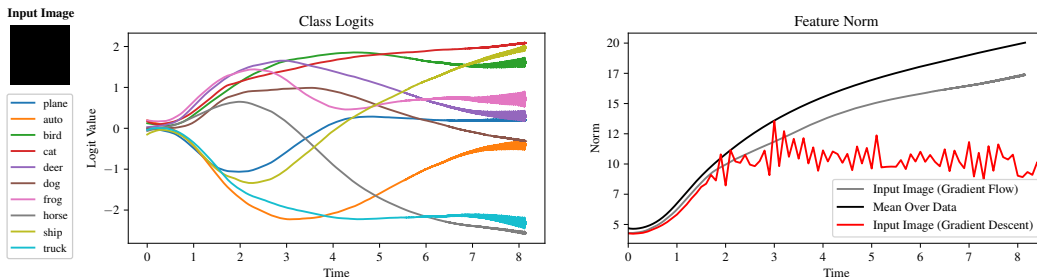 Input Image
plane
auto
bird
cat
deer
dog
frog
horse
ship
truck
Class Logits
Logit Value
2
1
0
−1
−2
0 1 2 3 4 5 6 7 8
Time
Feature Norm
Norm
20
17
15
12
10
7
5
0 1 2 3 4 5 6 7 8
Time
Input Image (Gradient Flow)
Mean Over Data
Input Image (Gradient Descent)